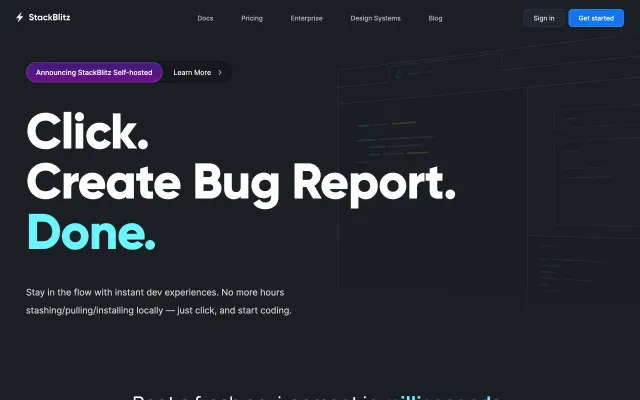 StackBlitz
Docs
Pricing
Enterprise
Design Systems
Blog
Sign in
Get started
Announcing StackBlitz Self-hosted
Learn More
Click.
Create Bug Report.
Done.
Stay in the flow with instant dev experiences. No more hours
stashing/pulling/installing locally — just click, and start coding.